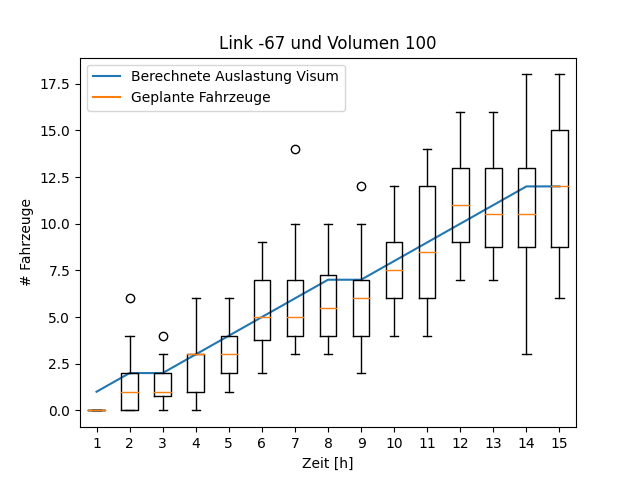 Link -67 und Volumen 100
Berechnete Auslastung Visum
Geplante Fahrzeuge
17.5
15.0
12.5
10.0
7.5
5.0
2.5
0.0
# Fahrzeuge
1 2 3 4 5 6 7 8 9 10 11 12 13 14 15
Zeit [h]